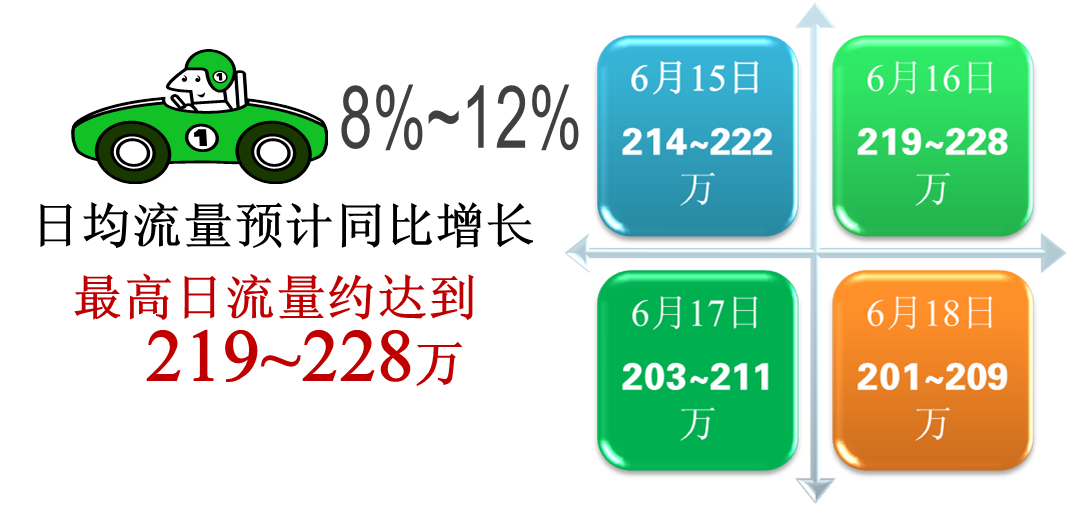 1
1
8%~12%
日均流量预计同比增长
最高日流量约达到
219~228万
6月15日
214~222
万
6月16日
219~228
万
6月17日
203~211
万
6月18日
201~209
万